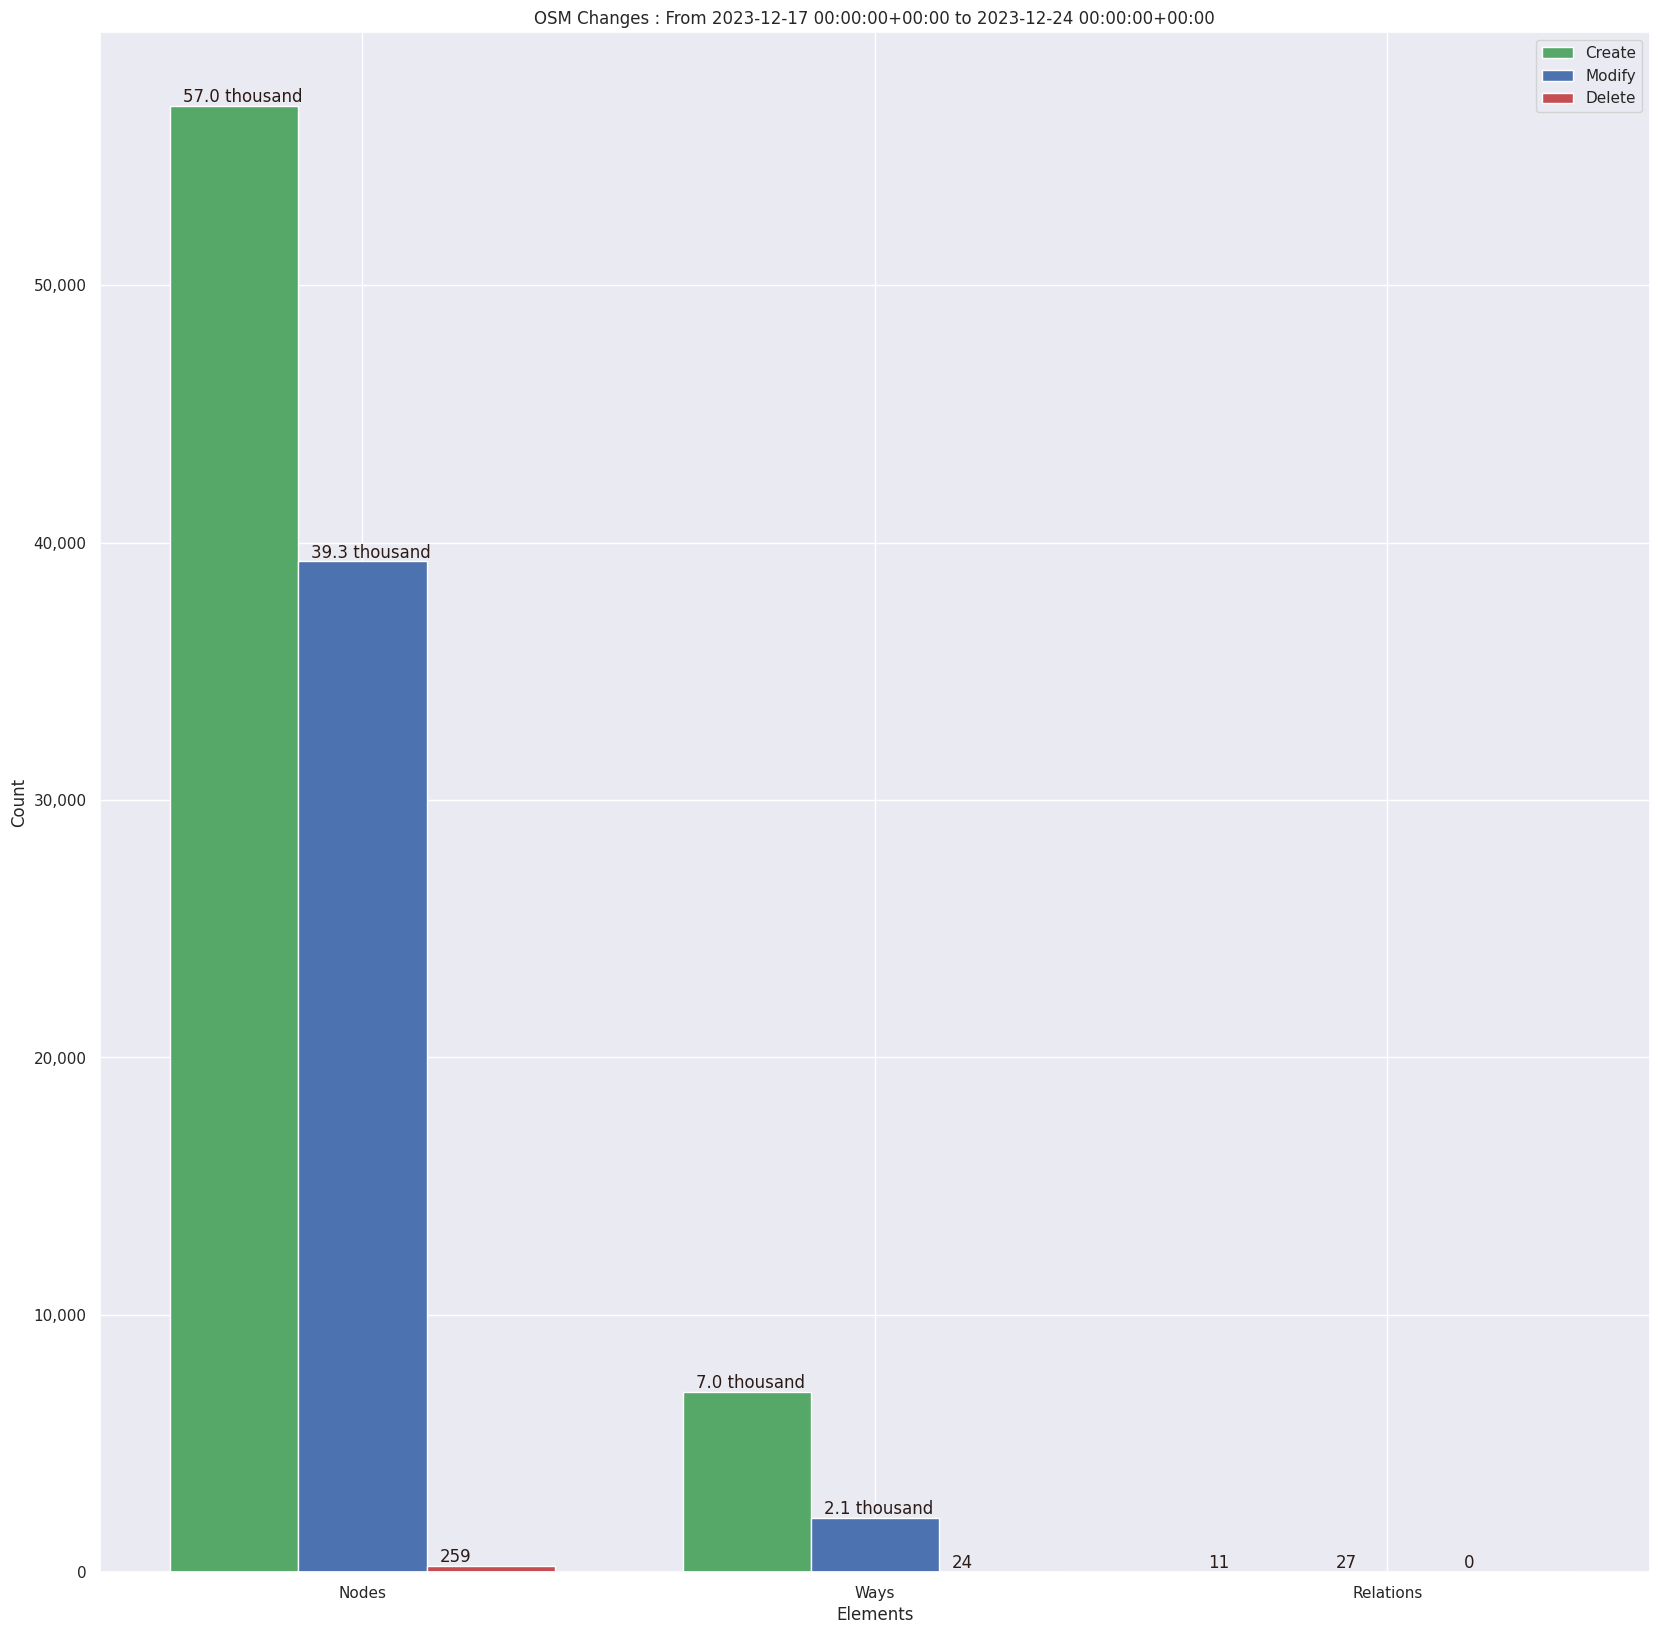 OSM Changes : From 2023-12-17 00:00:00+00:00 to 2023-12-24 00:00:00+00:00
Create
Modify
Delete
57.0 thousand
39.3 thousand
259
7.0 thousand
2.1 thousand
24
11
27
0
50,000
40,000
30,000
20,000
10,000
0
Count
Nodes
Ways
Relations
Elements